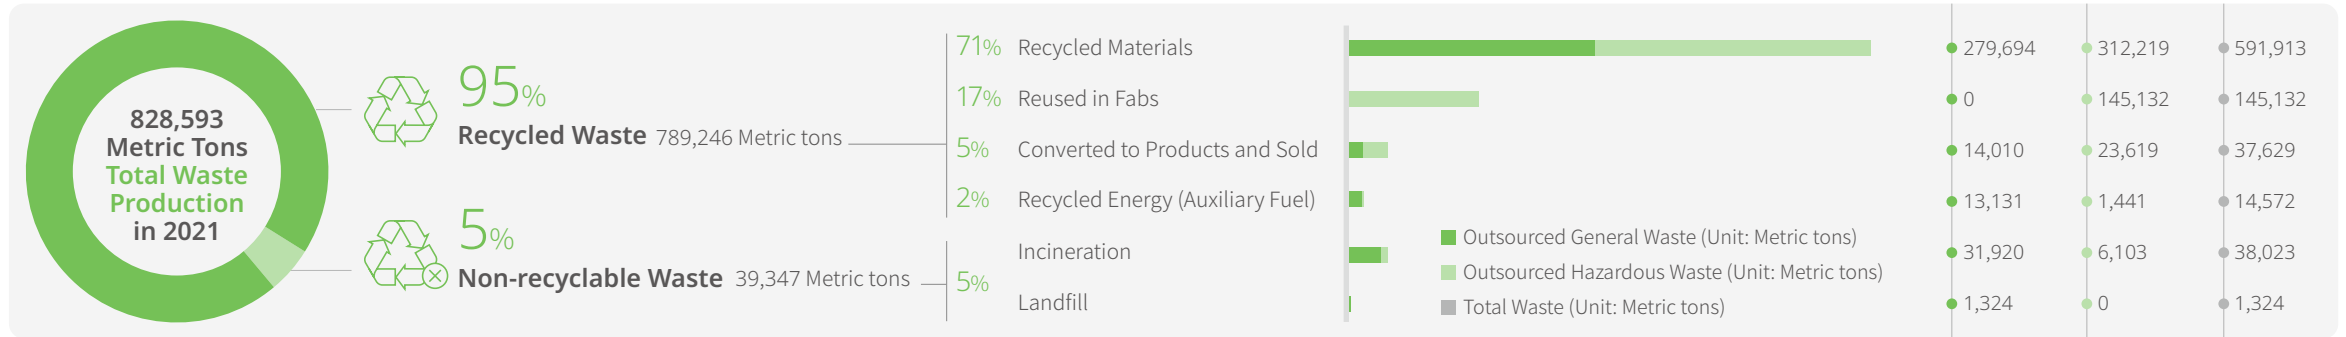 828,593
Metric Tons
Total Waste
Production
in 2021
95%
Recycled Waste 789,246 Metric tons
5%
Non-recyclable Waste 39,347 Metric tons
71% Recycled Materials 279,694 312,219 591,913
17% Reused in Fabs 0 145,132 145,132
5% Converted to Products and Sold 14,010 23,619 37,629
2% Recycled Energy (Auxiliary Fuel) 13,131 1,441 14,572
Incineration 31,920 6,103 38,023
5%
Landfill 1,324 0 1,324
Outsourced General Waste (Unit: Metric tons)
Outsourced Hazardous Waste (Unit: Metric tons)
Total Waste (Unit: Metric tons)